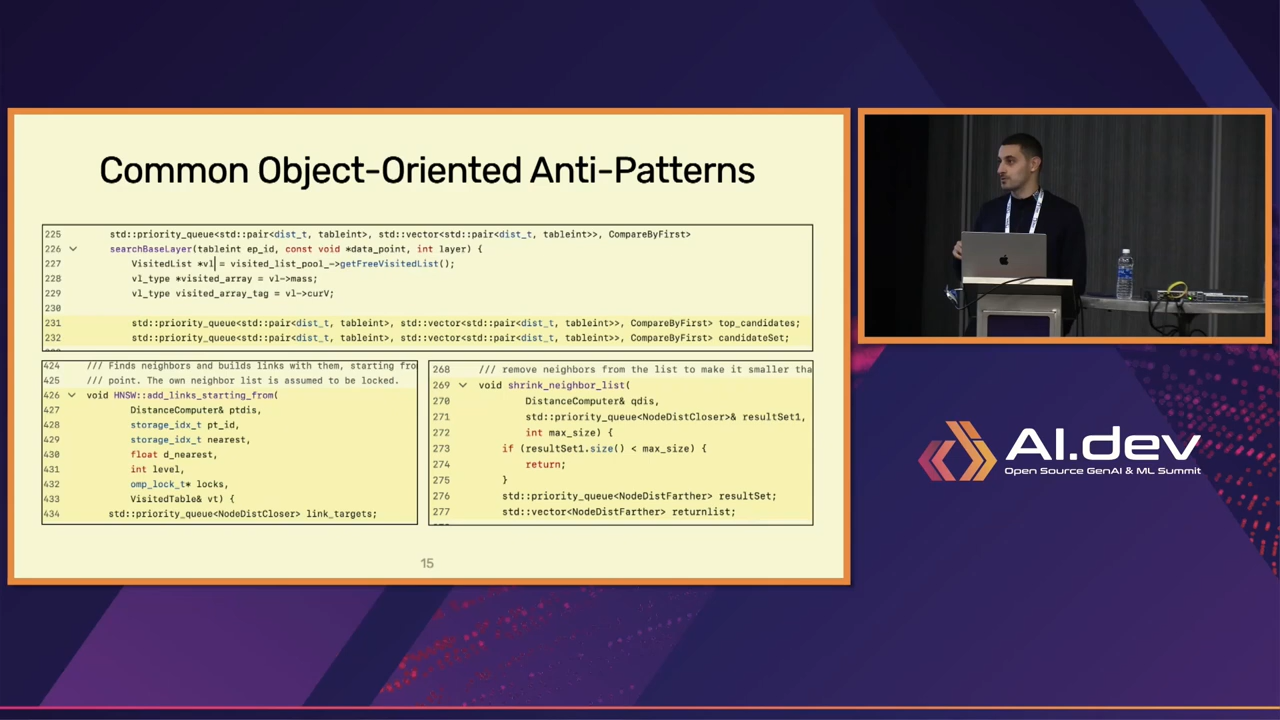 Common Object-Oriented Anti-Patterns
225 std::priority_queue<std::pair<dist_t, tableint>, std::vector<std::pair<dist_t, tableint>>, CompareByFirst>
226 searchBaseLayer(tableint ep_id, const void *data_point, int layer) {
227 VisitedList *vl = visited_list_pool_->getFreeVisitedList();
228 vl_type *visited_array = vl->mass;
229 vl_type visited_array_tag = vl->curV;
230
231 std::priority_queue<std::pair<dist_t, tableint>, std::vector<std::pair<dist_t, tableint>>, CompareByFirst> top_candidates;
232 std::priority_queue<std::pair<dist_t, tableint>, std::vector<std::pair<dist_t, tableint>>, CompareByFirst> candidateSet;
424 /// Finds neighbors and builds links with them, starting fro
425 /// point. The own neighbor list is assumed to be locked.
426 void HNSW::add_links_starting_from(
427 DistanceComputer& ptdis,
428 storage_idx_t pt_id,
429 storage_idx_t nearest,
430 float d_nearest,
431 int level,
432 omp_lock_t* locks,
433 VisitedTable& vt) {
434 std::priority_queue<NodeDistCloser> link_targets;
268 /// remove neighbors from the list to make it smaller tha
269 void shrink_neighbor_list(
270 DistanceComputer& qdis,
271 std::priority_queue<NodeDistCloser>& resultSet1,
272 int max_size) {
273 if (resultSet1.size() < max_size) {
274 return;
275 }
276 std::priority_queue<NodeDistFarther> resultSet;
277 std::vector<NodeDistFarther> returnlist;
15
AI.dev
Open Source GenAI & ML Summit